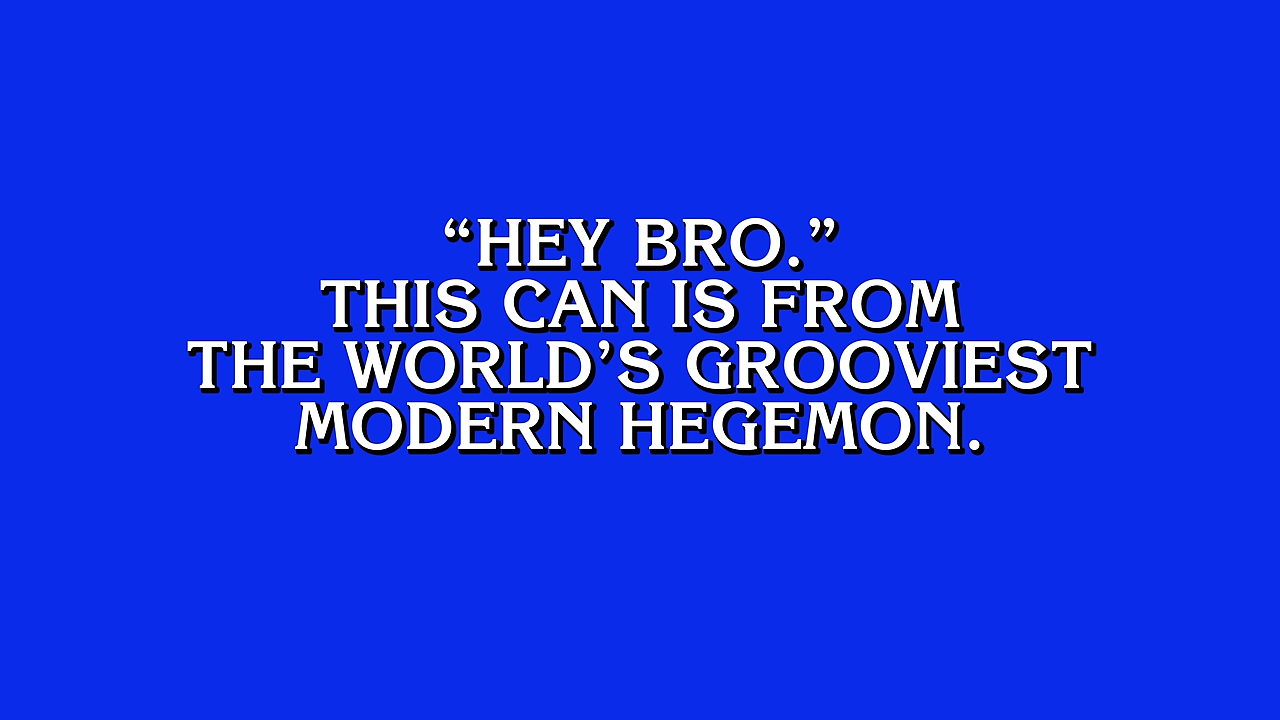 “HEY BRO.”
THIS CAN IS FROM
THE WORLD’S GROOVIEST
MODERN HEGEMON.